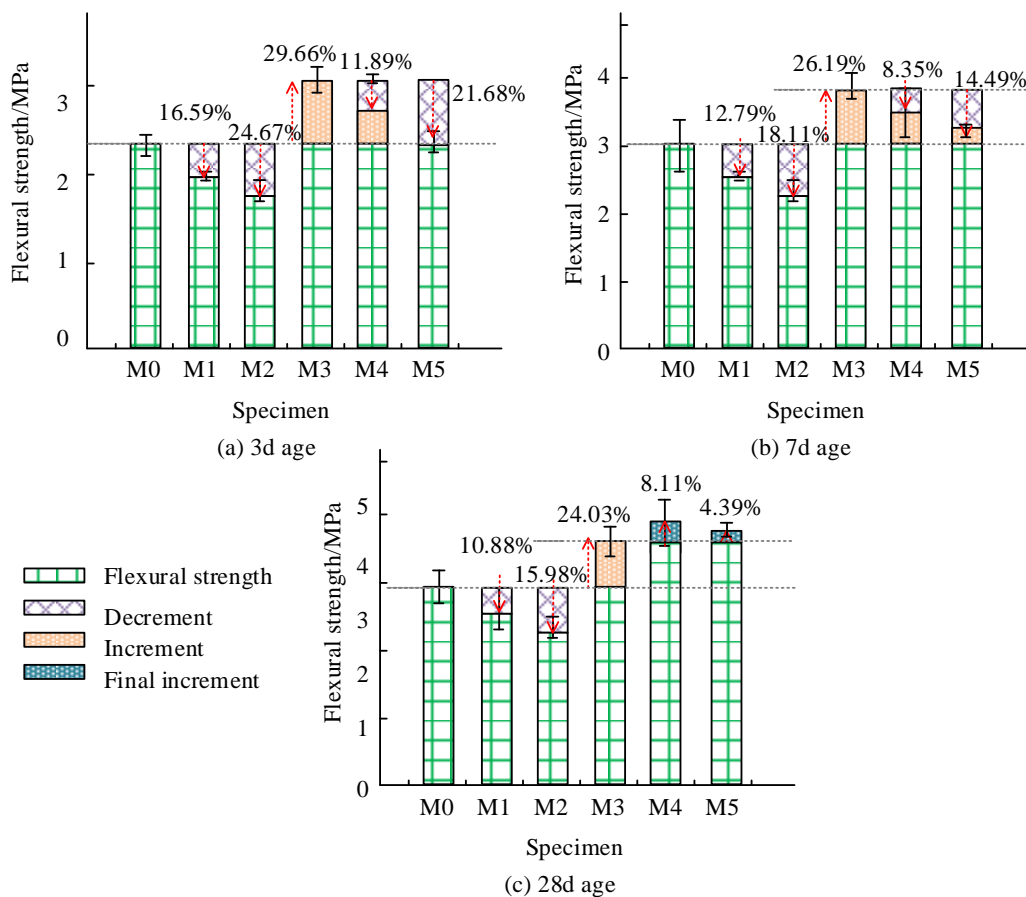 Flexural strength/MPa
3
2
1
0
16.59%
24.67%
29.66%
11.89%
21.68%
M0 M1 M2 M3 M4 M5
Specimen
(a) 3d age
Flexural strength/MPa
4
3
2
1
0
12.79%
18.11%
26.19%
8.35%
14.49%
M0 M1 M2 M3 M4 M5
Specimen
(b) 7d age
Flexural strength
Decrement
Increment
Final increment
Flexural strength/MPa
5
4
3
2
1
0
10.88%
15.98%
24.03%
8.11%
4.39%
M0 M1 M2 M3 M4 M5
Specimen
(c) 28d age